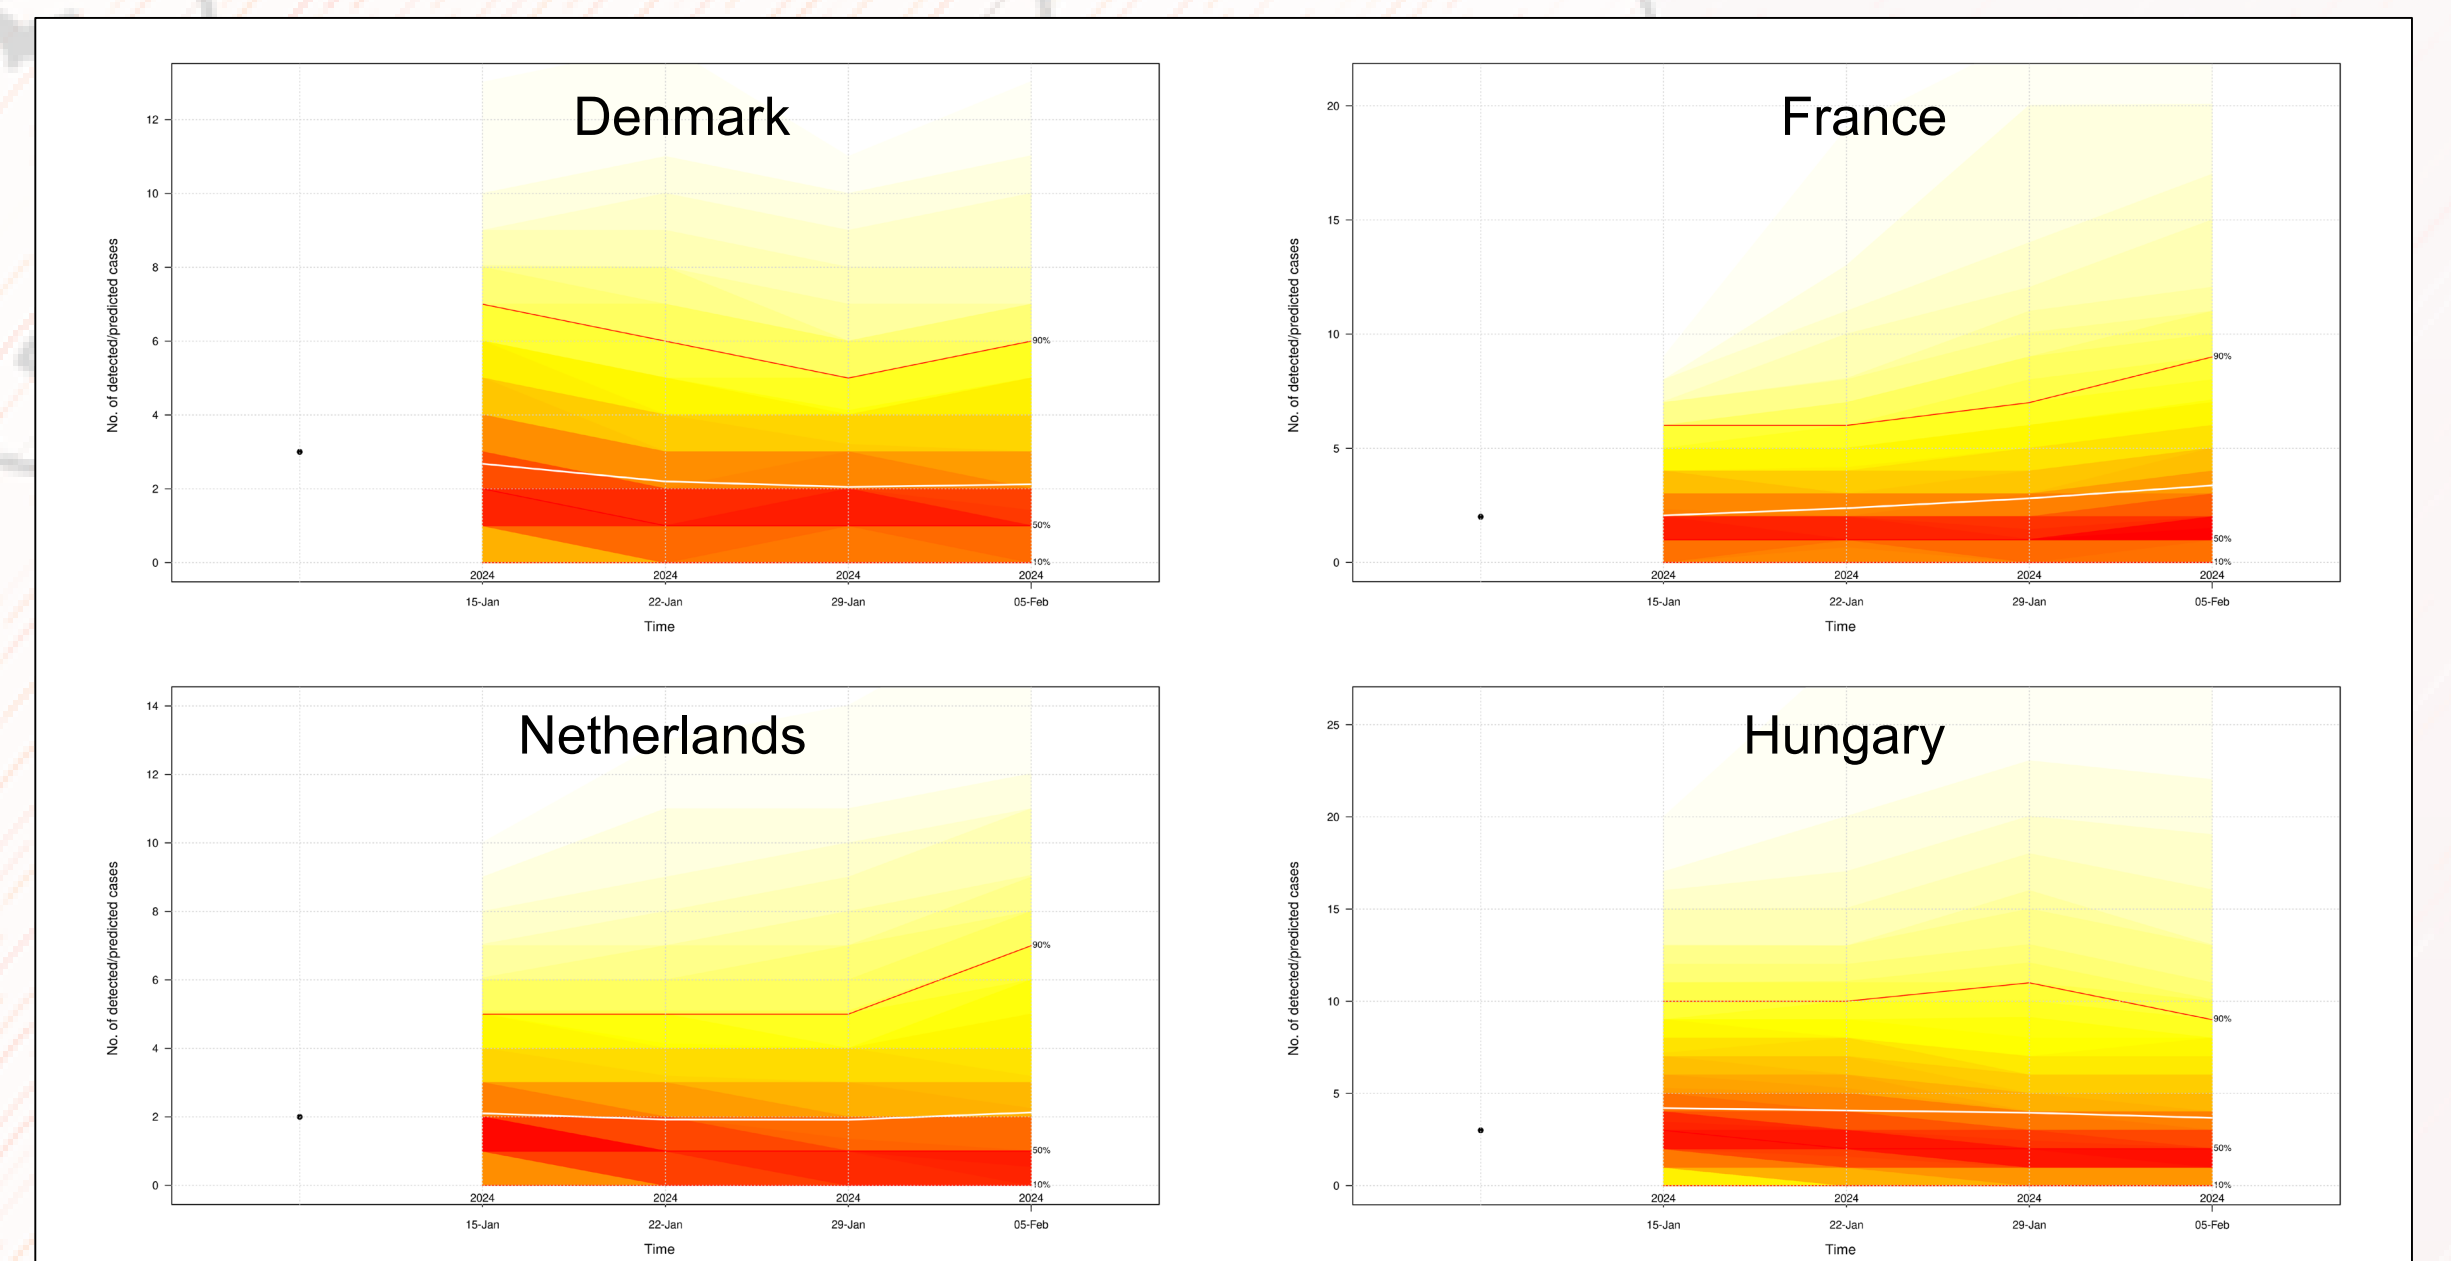 Denmark
No. of detected/predicted cases
12
10
8
6
4
2
0
90%
50%
10%
2024 2024 2024 2024
15-Jan 22-Jan 29-Jan 05-Feb
Time
France
No. of detected/predicted cases
20
15
10
5
0
90%
50%
10%
2024 2024 2024 2024
15-Jan 22-Jan 29-Jan 05-Feb
Time
Netherlands
No. of detected/predicted cases
14
12
10
8
6
4
2
0
90%
50%
10%
2024 2024 2024 2024
15-Jan 22-Jan 29-Jan 05-Feb
Time
Hungary
No. of detected/predicted cases
25
20
15
10
5
0
90%
50%
10%
2024 2024 2024 2024
15-Jan 22-Jan 29-Jan 05-Feb
Time